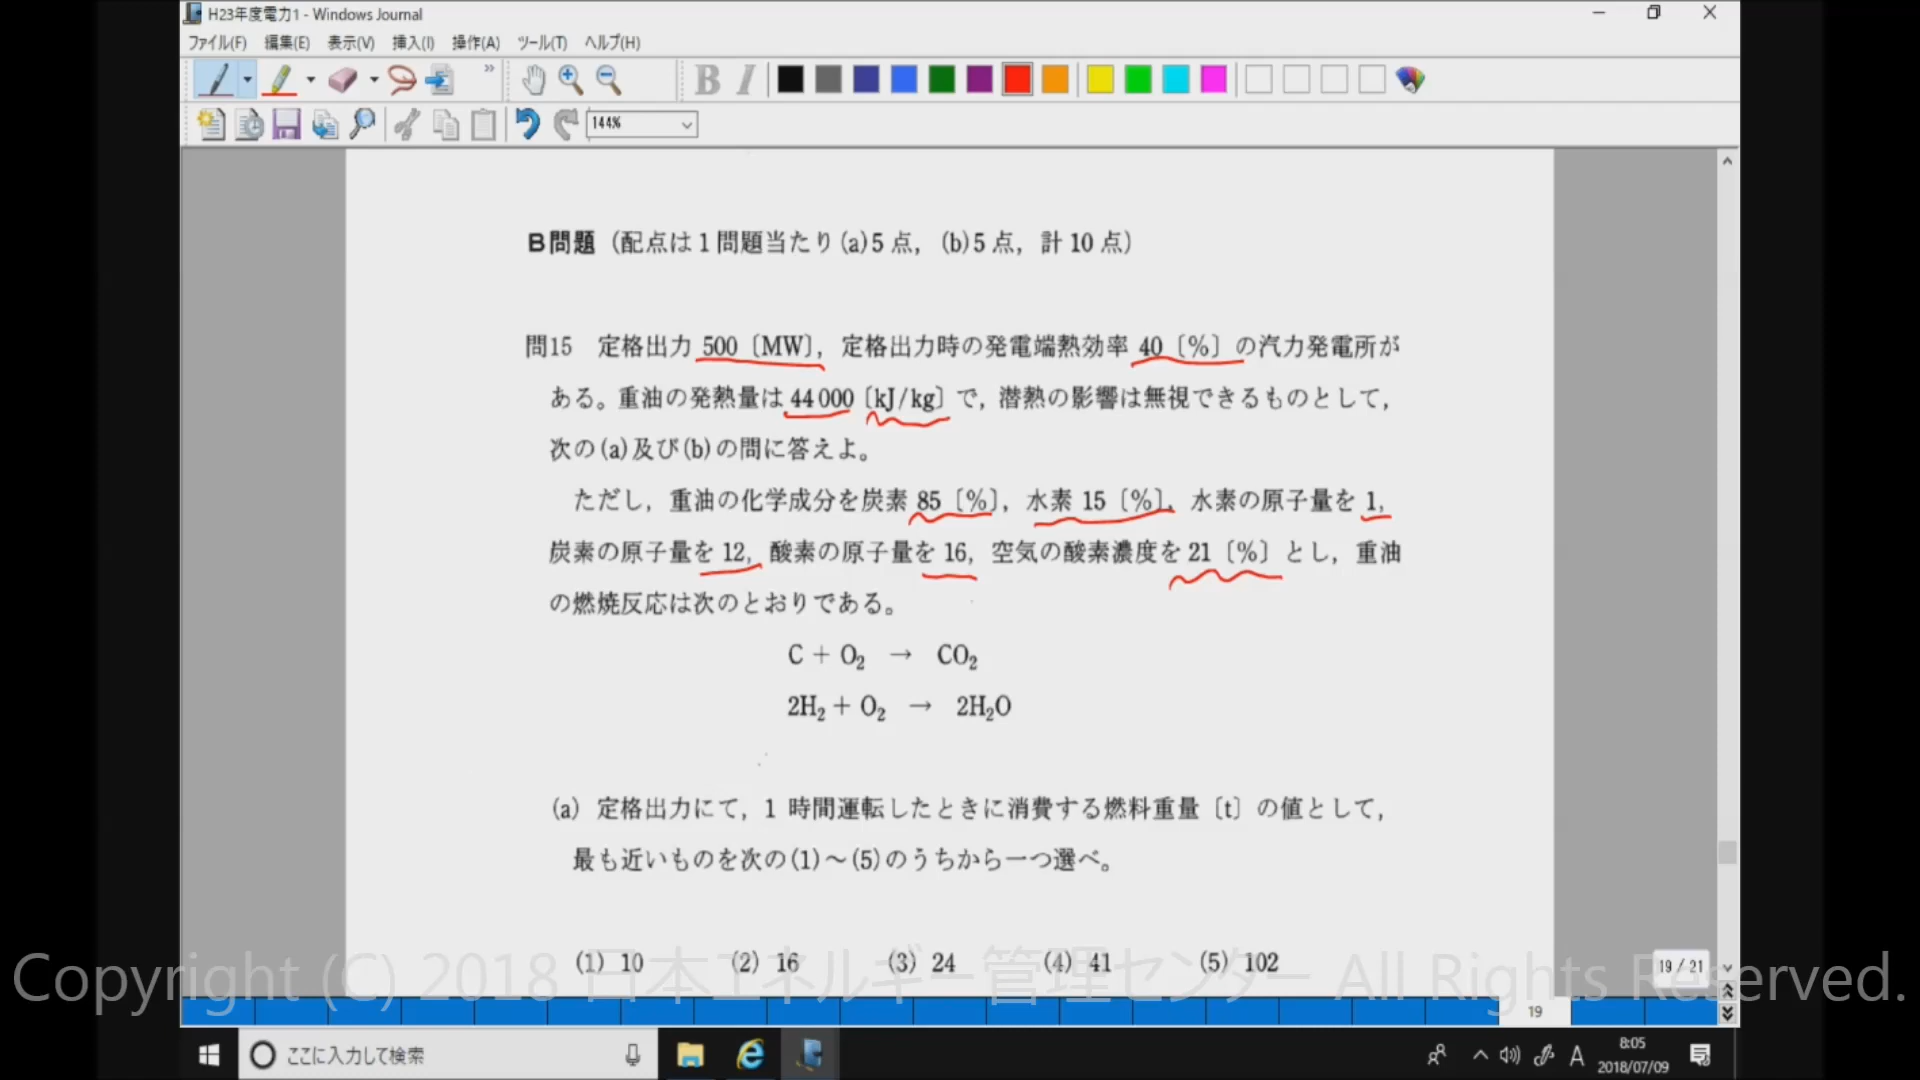 H23年度電力1 - Windows Journal
ファイル(F) 編集(E) 表示(V) 挿入(I) 操作(A) ツール(T) ヘルプ(H)
B I
144%
B問題 (配点は1問題当たり(a)5点, (b)5点, 計10点)
問15 定格出力 500〔MW〕, 定格出力時の発電端熱効率 40〔%〕の汽力発電所が
ある。重油の発熱量は 44 000〔kJ/kg〕で, 潜熱の影響は無視できるものとして,
次の(a)及び(b)の問に答えよ。
ただし, 重油の化学成分を炭素 85〔%〕, 水素 15〔%〕, 水素の原子量を 1,
炭素の原子量を 12, 酸素の原子量を 16, 空気の酸素濃度を 21〔%〕とし, 重油
の燃焼反応は次のとおりである。
C + O₂ → CO₂
2H₂ + O₂ → 2H₂O
(a) 定格出力にて, 1 時間運転したときに消費する燃料重量〔t〕の値として,
最も近いものを次の(1)～(5)のうちから一つ選べ。
(1) 10 (2) 16 (3) 24 (4) 41 (5) 102
19 / 21
Copyright (C) 2018 日本エネルギー管理センター All Rights Reserved.
19
ここに入力して検索
A
8:05
2018/07/09